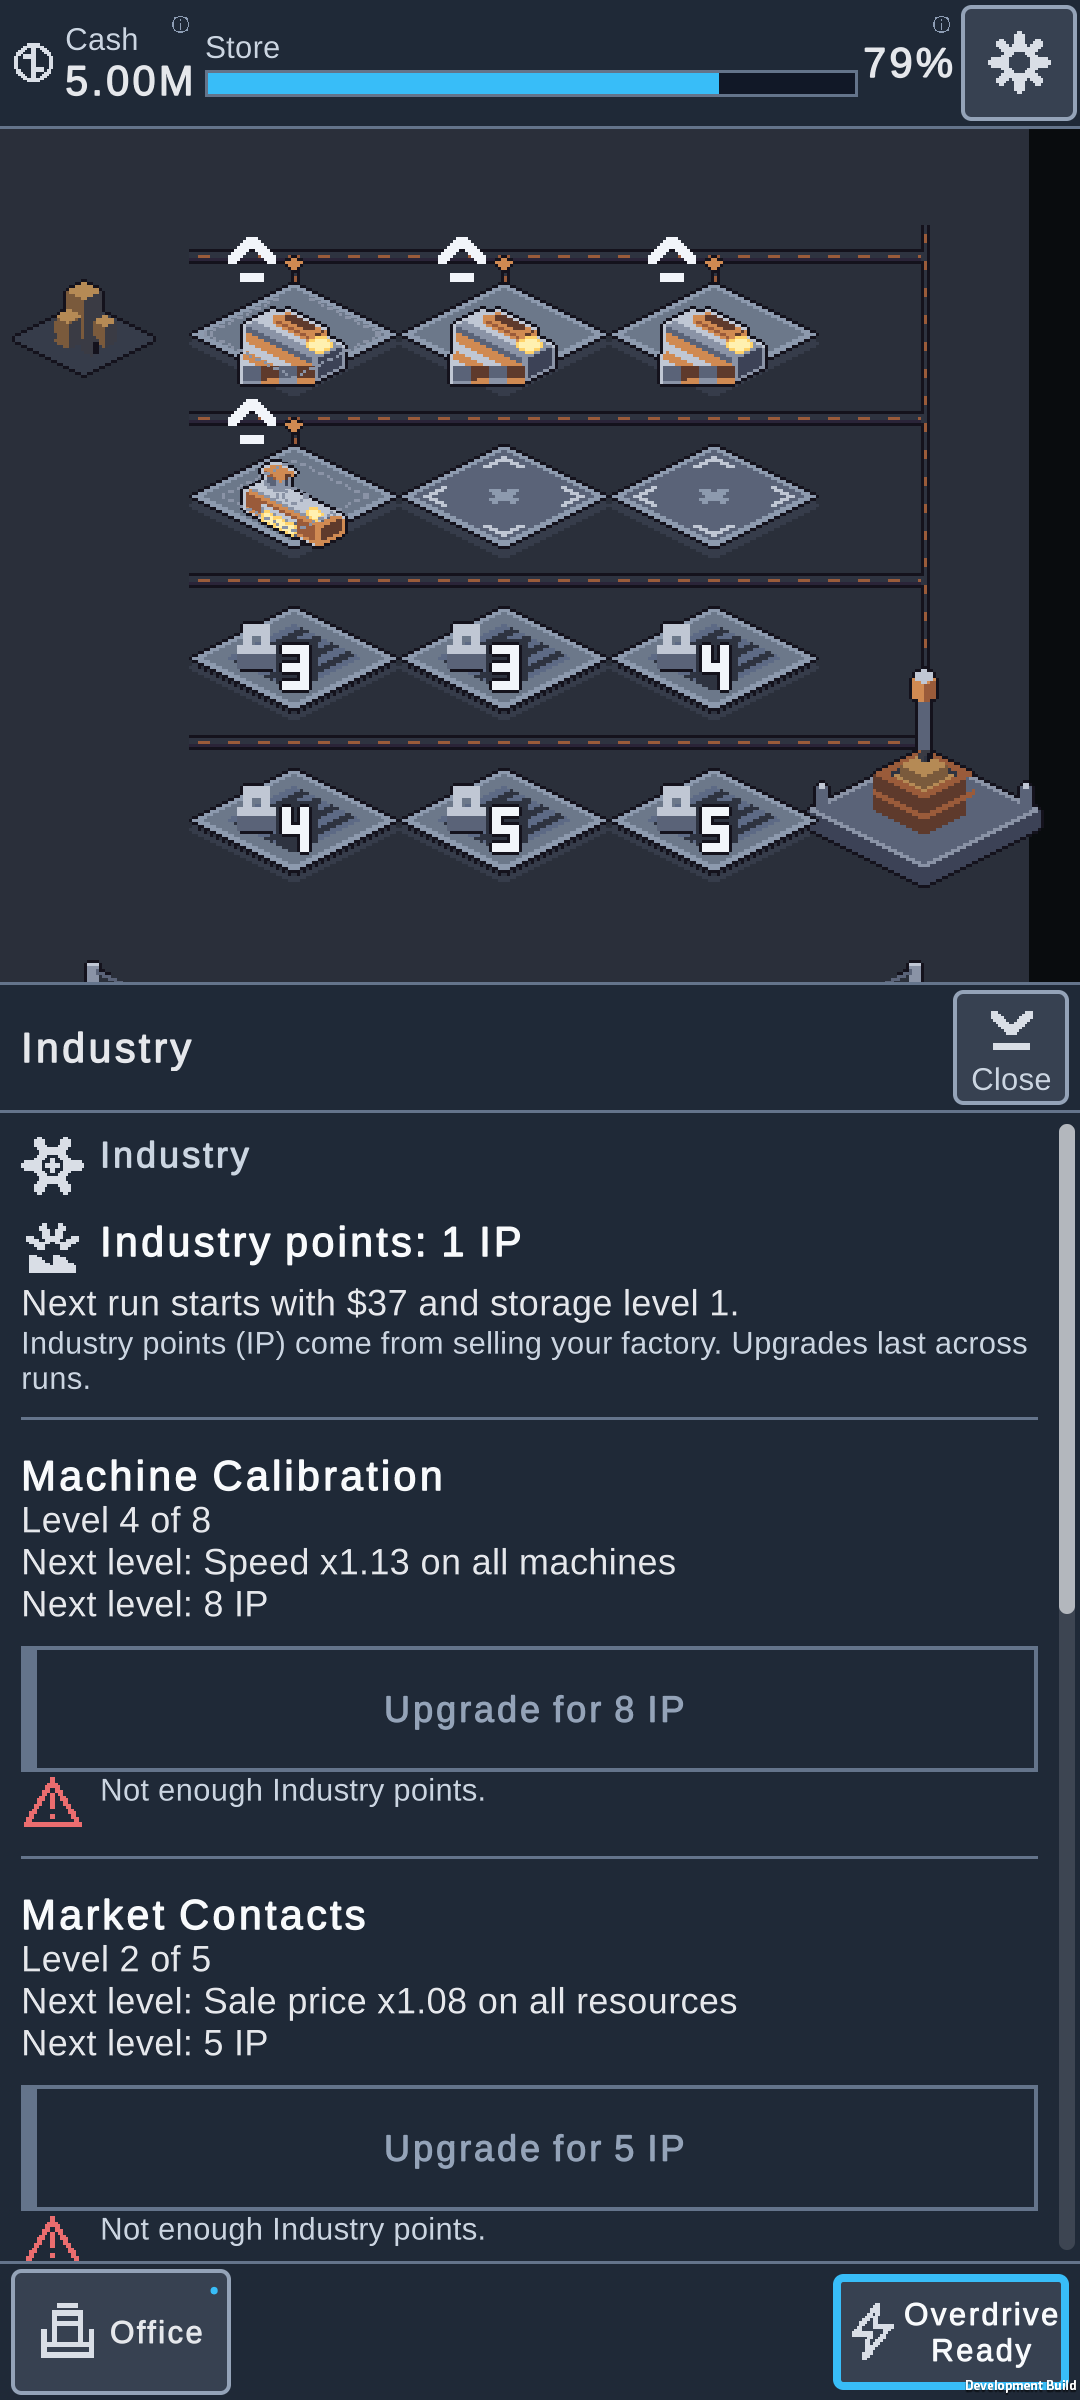 Cash
5.00M
Store
79%
3
3
4
4
5
5
Industry
Close
Industry
Industry points: 1 IP
Next run starts with $37 and storage level 1.
Industry points (IP) come from selling your factory. Upgrades last across
runs.
Machine Calibration
Level 4 of 8
Next level: Speed x1.13 on all machines
Next level: 8 IP
Upgrade for 8 IP
Not enough Industry points.
Market Contacts
Level 2 of 5
Next level: Sale price x1.08 on all resources
Next level: 5 IP
Upgrade for 5 IP
Not enough Industry points.
Office
Overdrive
Ready
Development Build